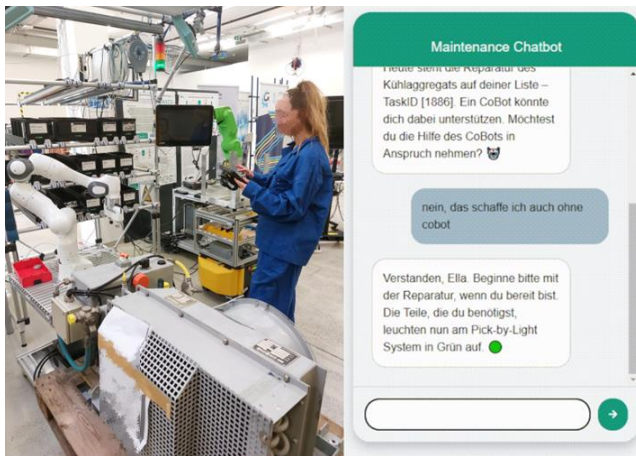 Maintenance Chatbot
Heute steht die Reparatur des
Kühlaggregats auf deiner Liste –
TaskID [1886]. Ein CoBot könnte
dich dabei unterstützen. Möchtest
du die Hilfe des CoBots in
Anspruch nehmen?
nein, das schaffe ich auch ohne
cobot
Verstanden, Ella. Beginne bitte mit
der Reparatur, wenn du bereit bist.
Die Teile, die du benötigst,
leuchten nun am Pick-by-Light
System in Grün auf.